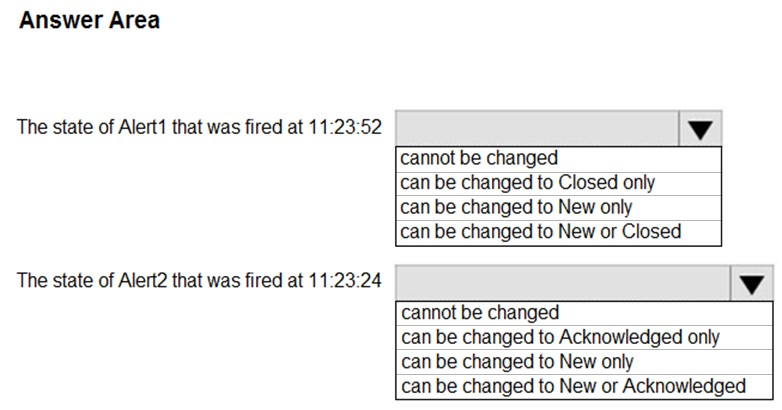 Answer Area
The state of Alert1 that was fired at 11:23:52
cannot be changed
can be changed to Closed only
can be changed to New only
can be changed to New or Closed
The state of Alert2 that was fired at 11:23:24
cannot be changed
can be changed to Acknowledged only
can be changed to New only
can be changed to New or Acknowledged